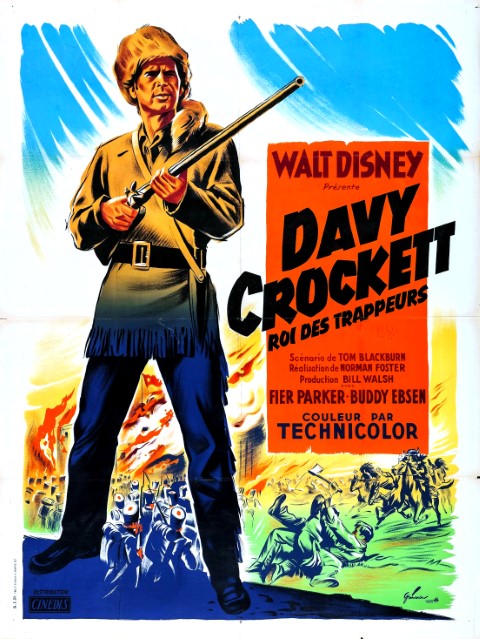 WALT DISNEY
Présente
DAVY
CROCKETT
ROI DES TRAPPEURS
Scénario de TOM BLACKBURN
Réalisation de NORMAN FOSTER
Production BILL WALSH
AVEC
FIER PARKER - BUDDY EBSEN
COULEUR PAR
TECHNICOLOR
DISTRIBUTION
CINEDIS